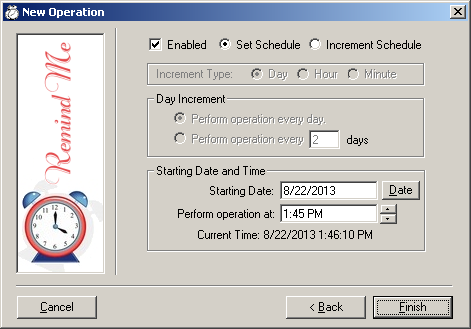 New Operation
Remind Me
Enabled Set Schedule Increment Schedule
Increment Type: Day Hour Minute
Day Increment
Perform operation every day.
Perform operation every 2 days
Starting Date and Time
Starting Date: 8/22/2013 Date
Perform operation at: 1:45 PM
Current Time: 8/22/2013 1:46:10 PM
Cancel < Back Finish